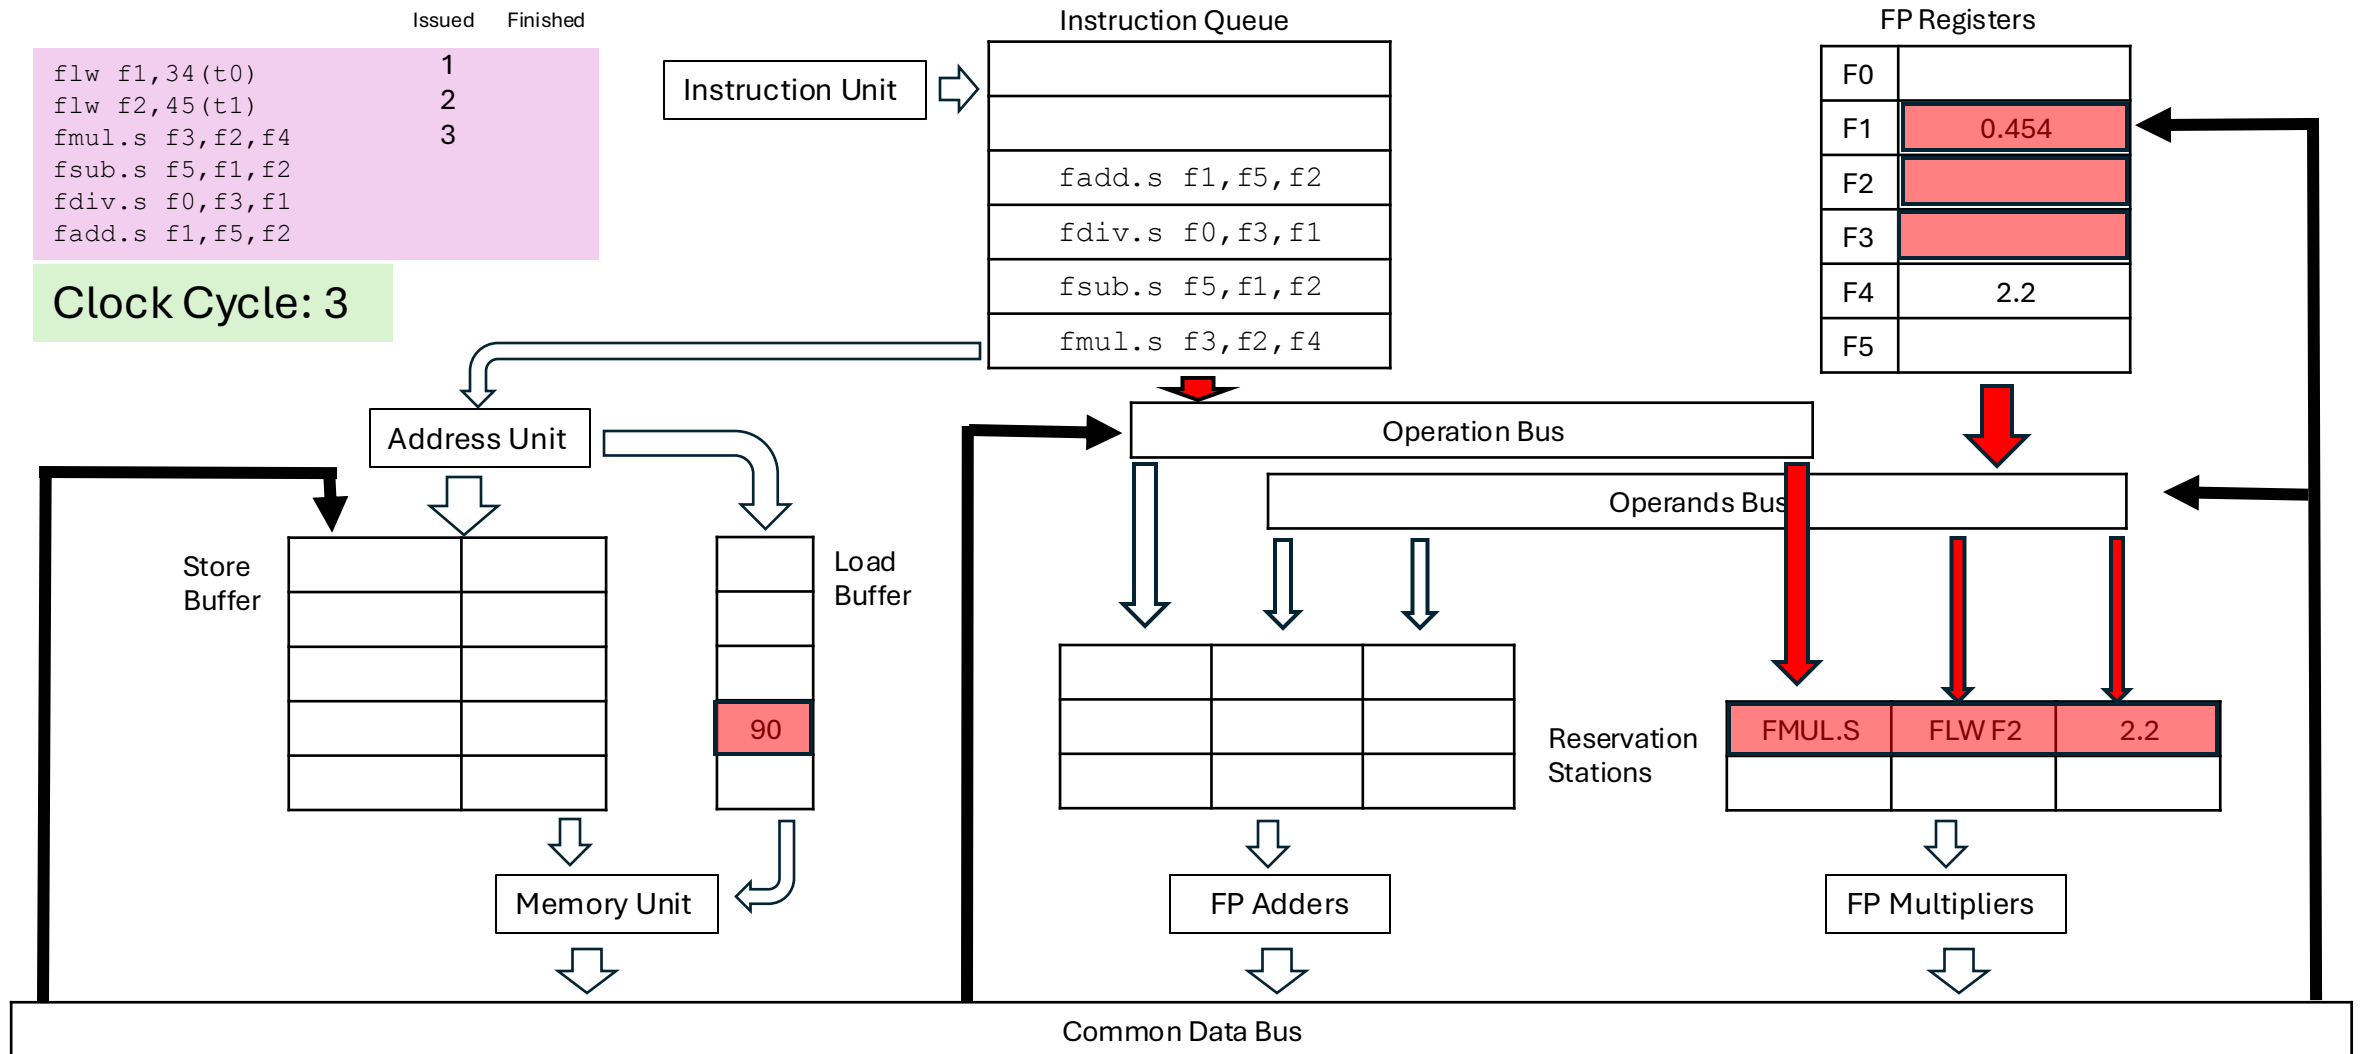 Issued Finished
flw f1,34(t0) 1
flw f2,45(t1) 2
fmul.s f3,f2,f4 3
fsub.s f5,f1,f2
fdiv.s f0,f3,f1
fadd.s f1,f5,f2
Clock Cycle: 3
Instruction Unit
Instruction Queue
fadd.s f1,f5,f2
fdiv.s f0,f3,f1
fsub.s f5,f1,f2
fmul.s f3,f2,f4
FP Registers
F0
F1 0.454
F2
F3
F4 2.2
F5
Address Unit
Operation Bus
Operands Bus
Store
Buffer
Load
Buffer
90
Reservation
Stations
FMUL.S FLW F2 2.2
Memory Unit
FP Adders
FP Multipliers
Common Data Bus